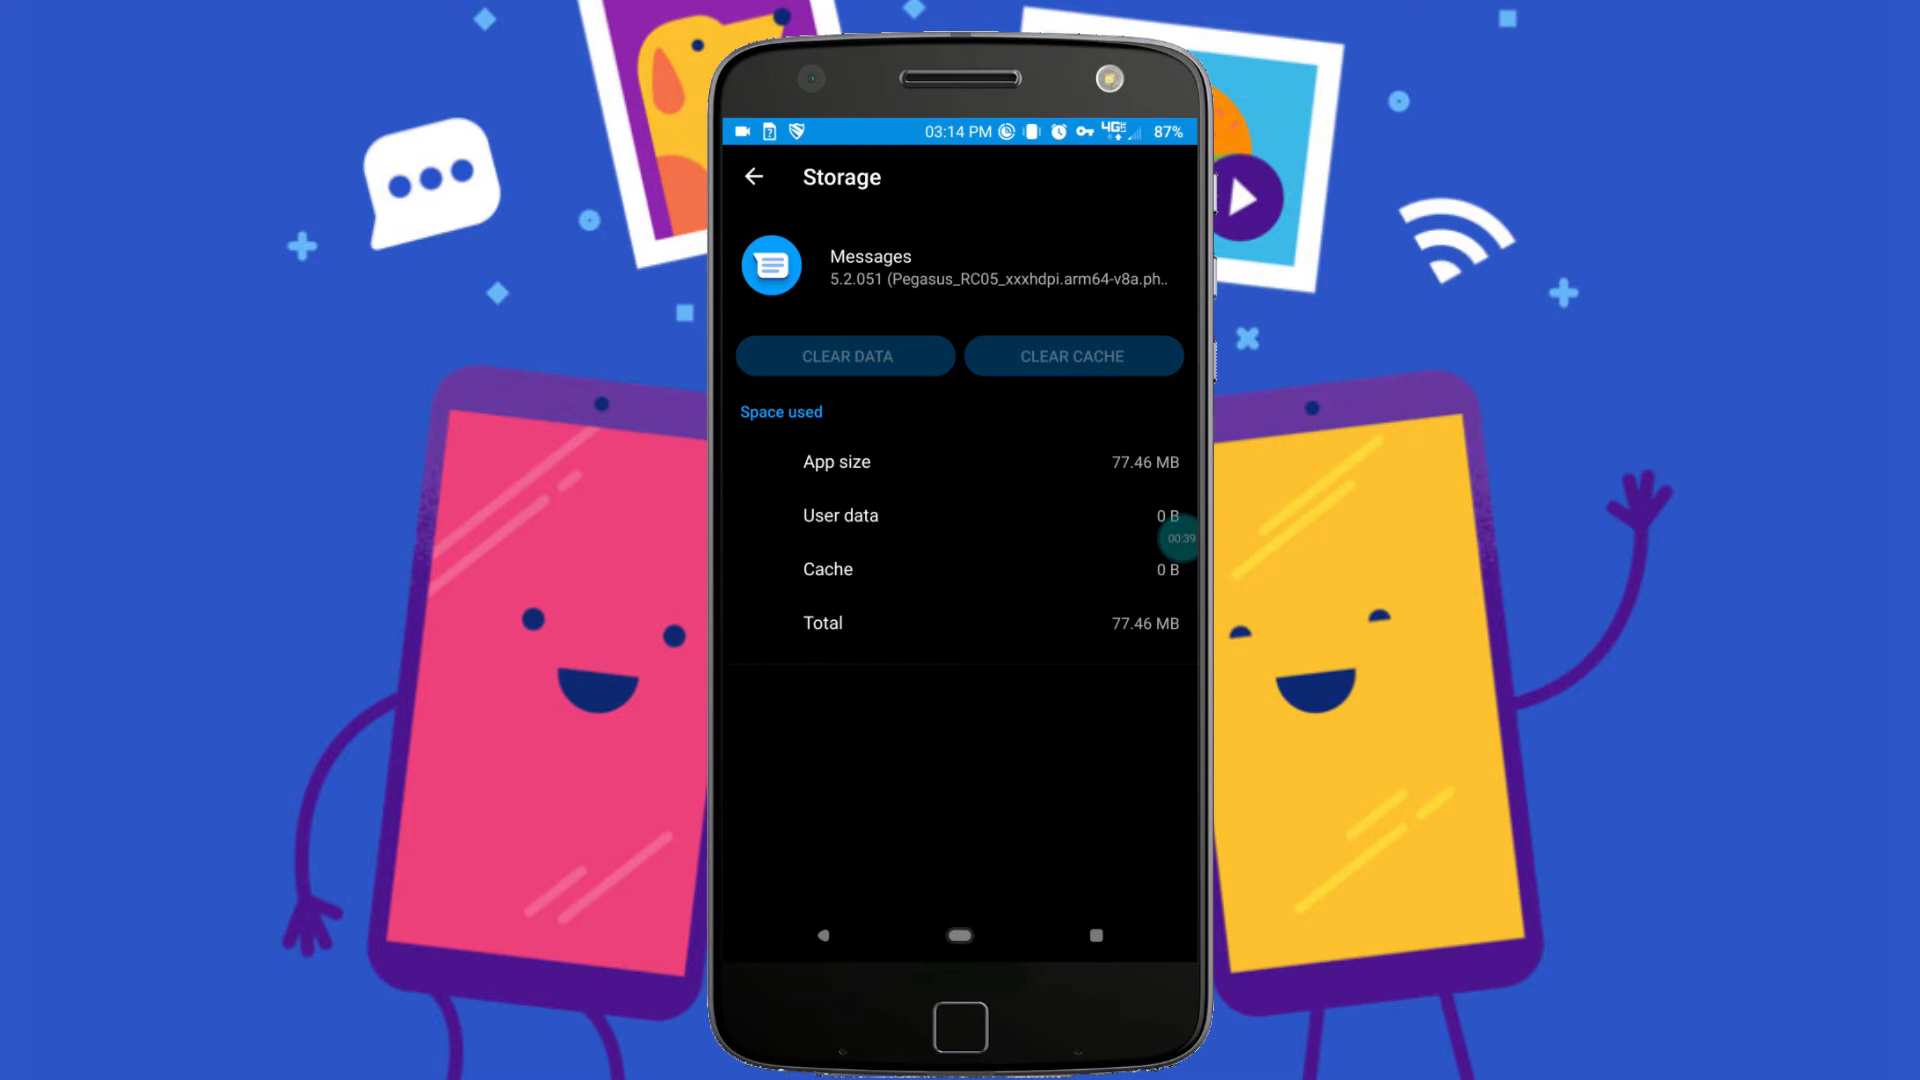 03:14 PM 4G 87%
Storage
Messages
5.2.051 (Pegasus_RC05_xxxhdpi.arm64-v8a.ph..
CLEAR DATA CLEAR CACHE
Space used
App size 77.46 MB
User data 0 B
00:39
Cache 0 B
Total 77.46 MB